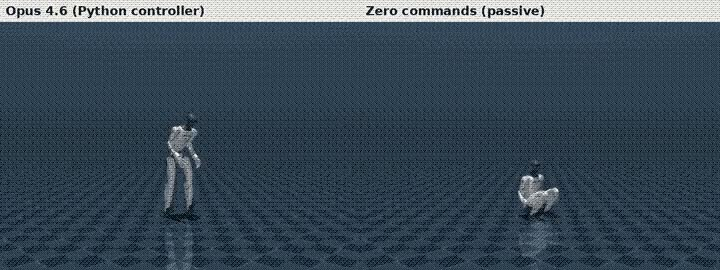 Opus 4.6 (Python controller)
Zero commands (passive)